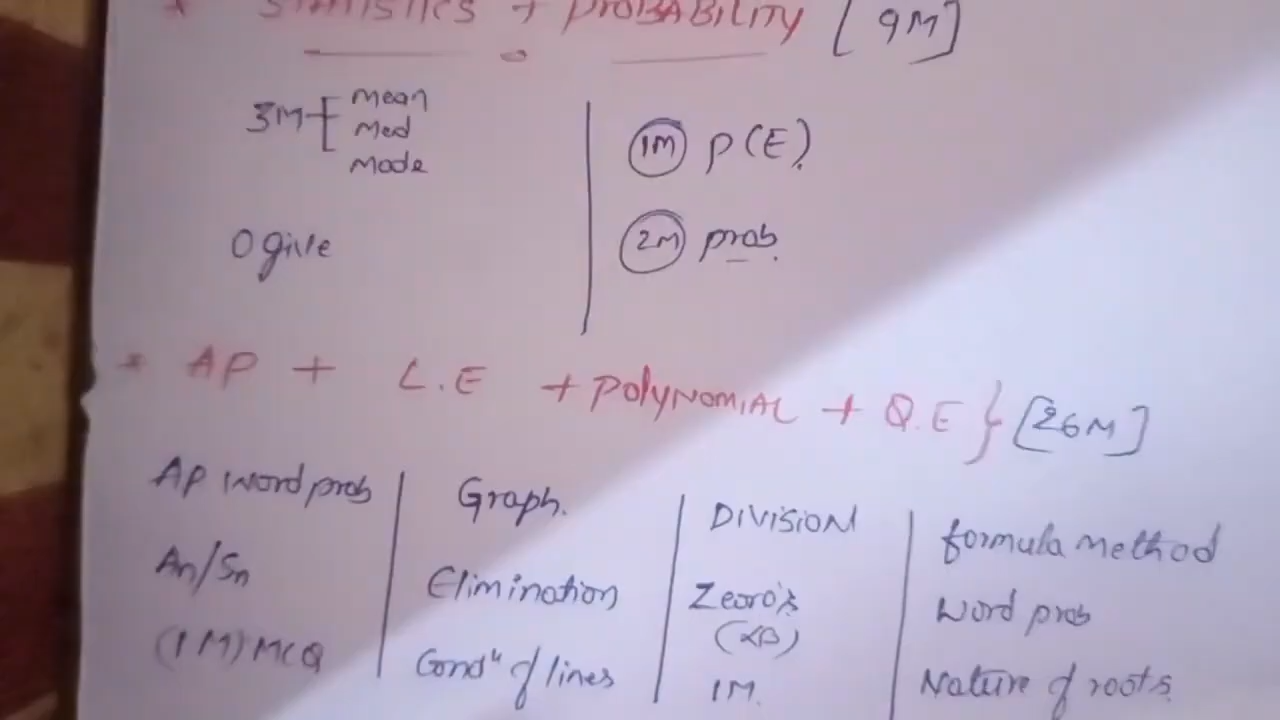 * STATISTICS + PROBABILITY [9M]
3M
Mean
Med
Mode
Ogive
1M P(E)
2M prob.
* AP + L.E + POLYNOMIAL + Q.E } [26M]
AP word prob
An/Sn
(1M) MCQ
Graph.
Elimination
Condn of lines
DIVISION
Zeoro's
(αβ)
1M.
formula method
word prob
Nature of roots.